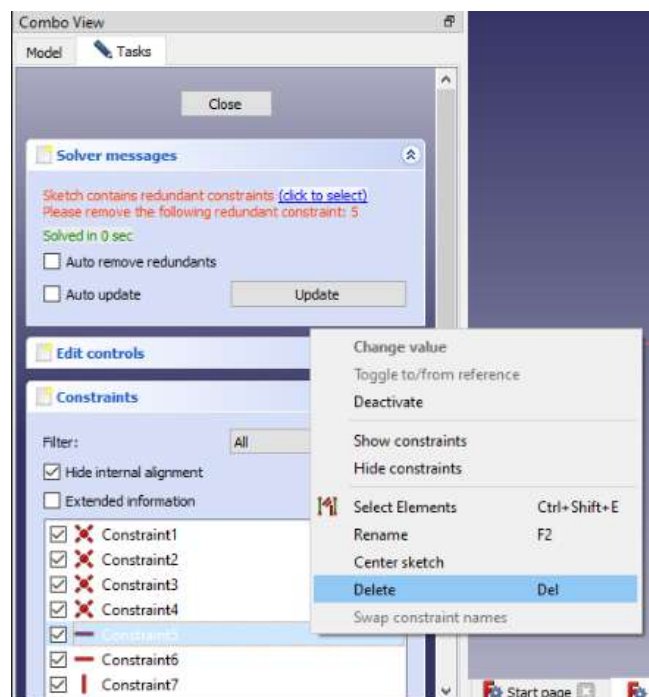 Combo View
Model Tasks
Close
Solver messages
Sketch contains redundant constraints (click to select)
Please remove the following redundant constraint: 5
Solved in 0 sec
Auto remove redundants
Auto update Update
Edit controls
Constraints
Filter: All
Hide internal alignment
Extended information
Constraint1
Constraint2
Constraint3
Constraint4
Constraint5
Constraint6
Constraint7
Change value
Toggle to/from reference
Deactivate
Show constraints
Hide constraints
Select Elements Ctrl+Shift+E
Rename F2
Center sketch
Delete Del
Swap constraint names
Start page